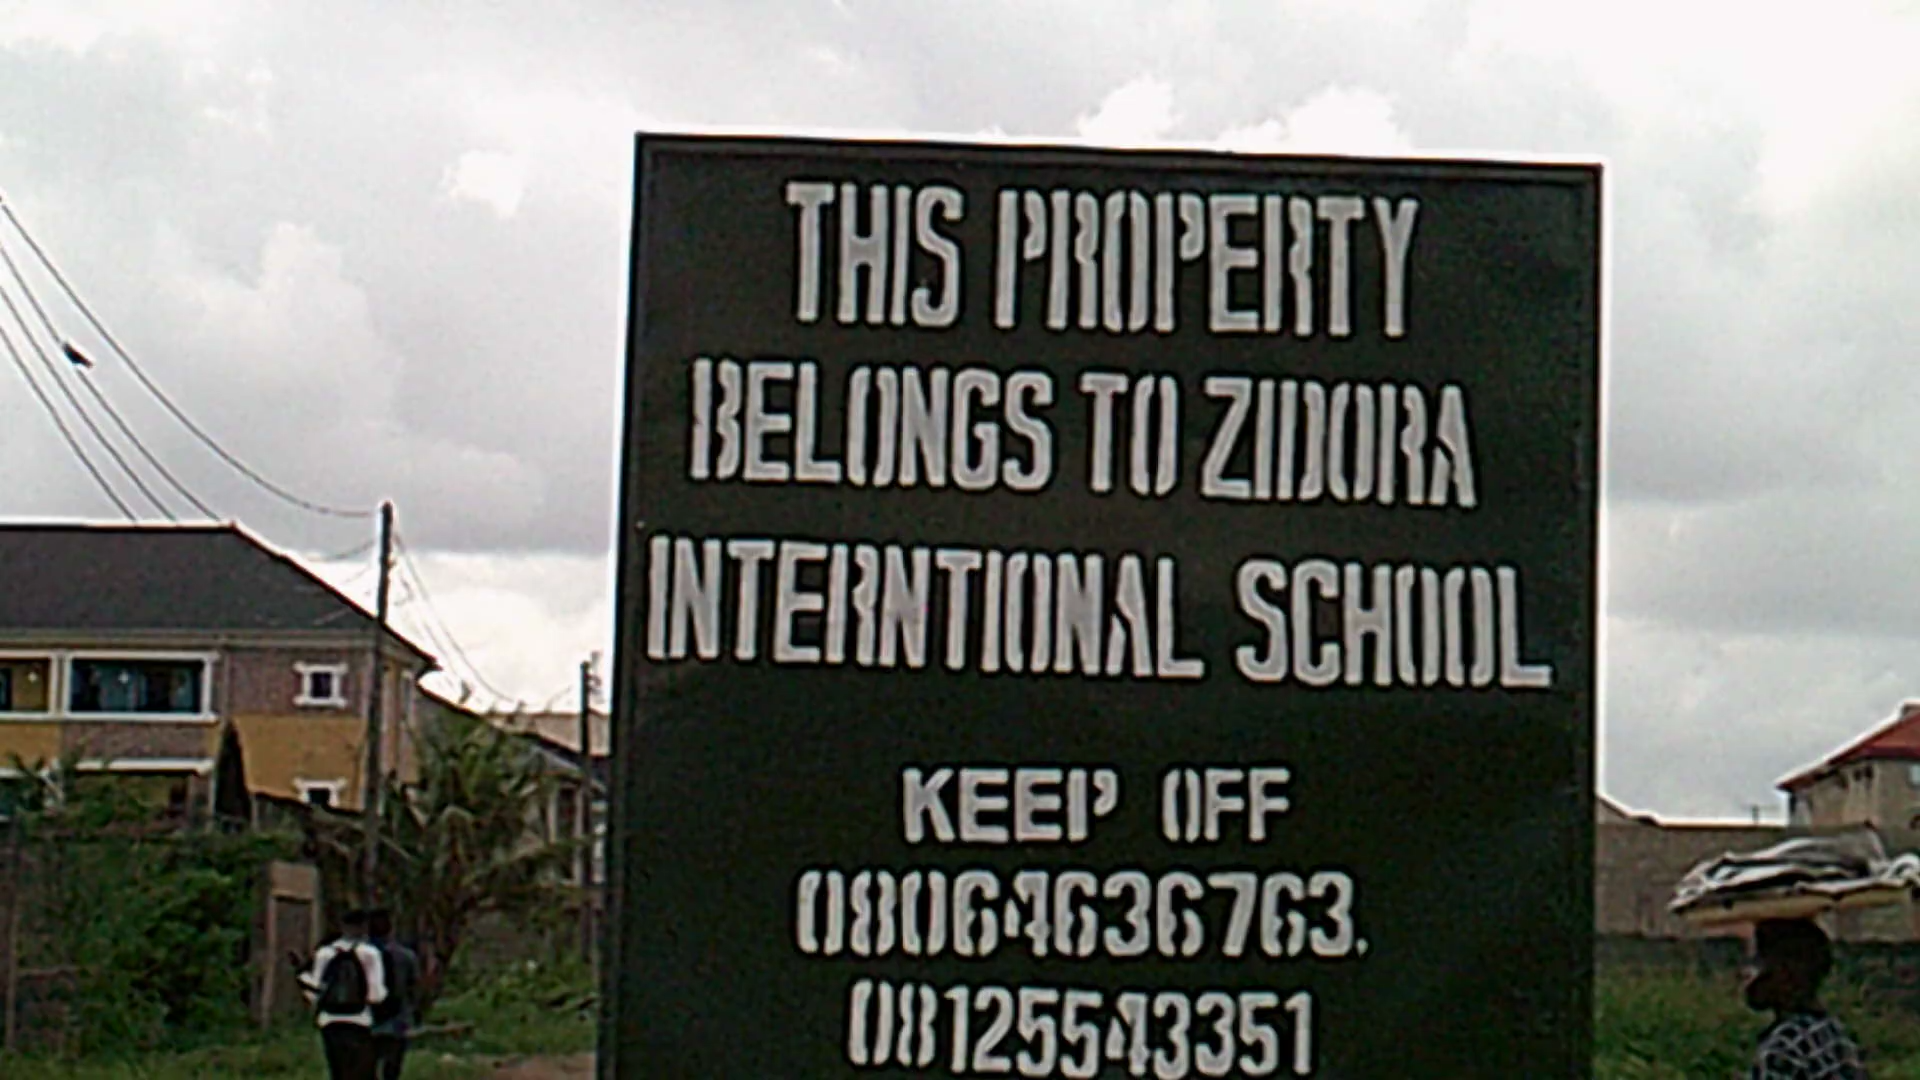 THIS PROPERTY
BELONGS TO ZIDORA
INTERNTIONAL SCHOOL
KEEP OFF
08064636763.
08125543351